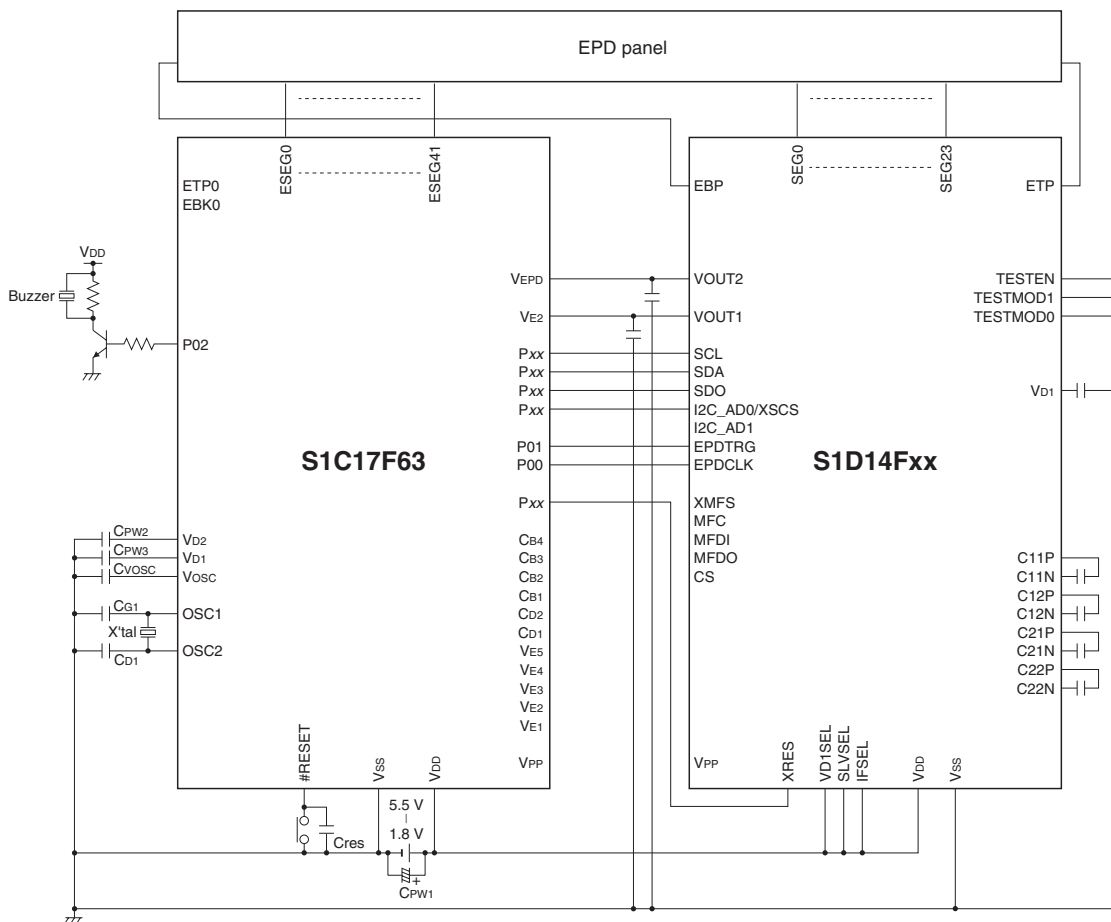 EPD panel
ESEG0
ESEG41
SEG0
SEG23
ETP0
EBK0
EBP
ETP
VDD
Buzzer
P02
VEPD
VE2
Pxx
Pxx
Pxx
Pxx
P01
P00
Pxx
VOUT2
VOUT1
SCL
SDA
SDO
I2C_AD0/XSCS
I2C_AD1
EPDTRG
EPDCLK
XMFS
MFC
MFDI
MFDO
CS
TESTEN
TESTMOD1
TESTMOD0
VD1
S1C17F63
S1D14Fxx
CPW2
CPW3
CVOSC
CG1
X'tal
CD1
VD2
VD1
VOSC
OSC1
OSC2
CB4
CB3
CB2
CB1
CD2
CD1
VE5
VE4
VE3
VE2
VE1
VPP
C11P
C11N
C12P
C12N
C21P
C21N
C22P
C22N
#RESET
VSS
VDD
VPP
XRES
VD1SEL
SLVSEL
IFSEL
VDD
VSS
5.5 V
|
1.8 V
Cres
+
CPW1